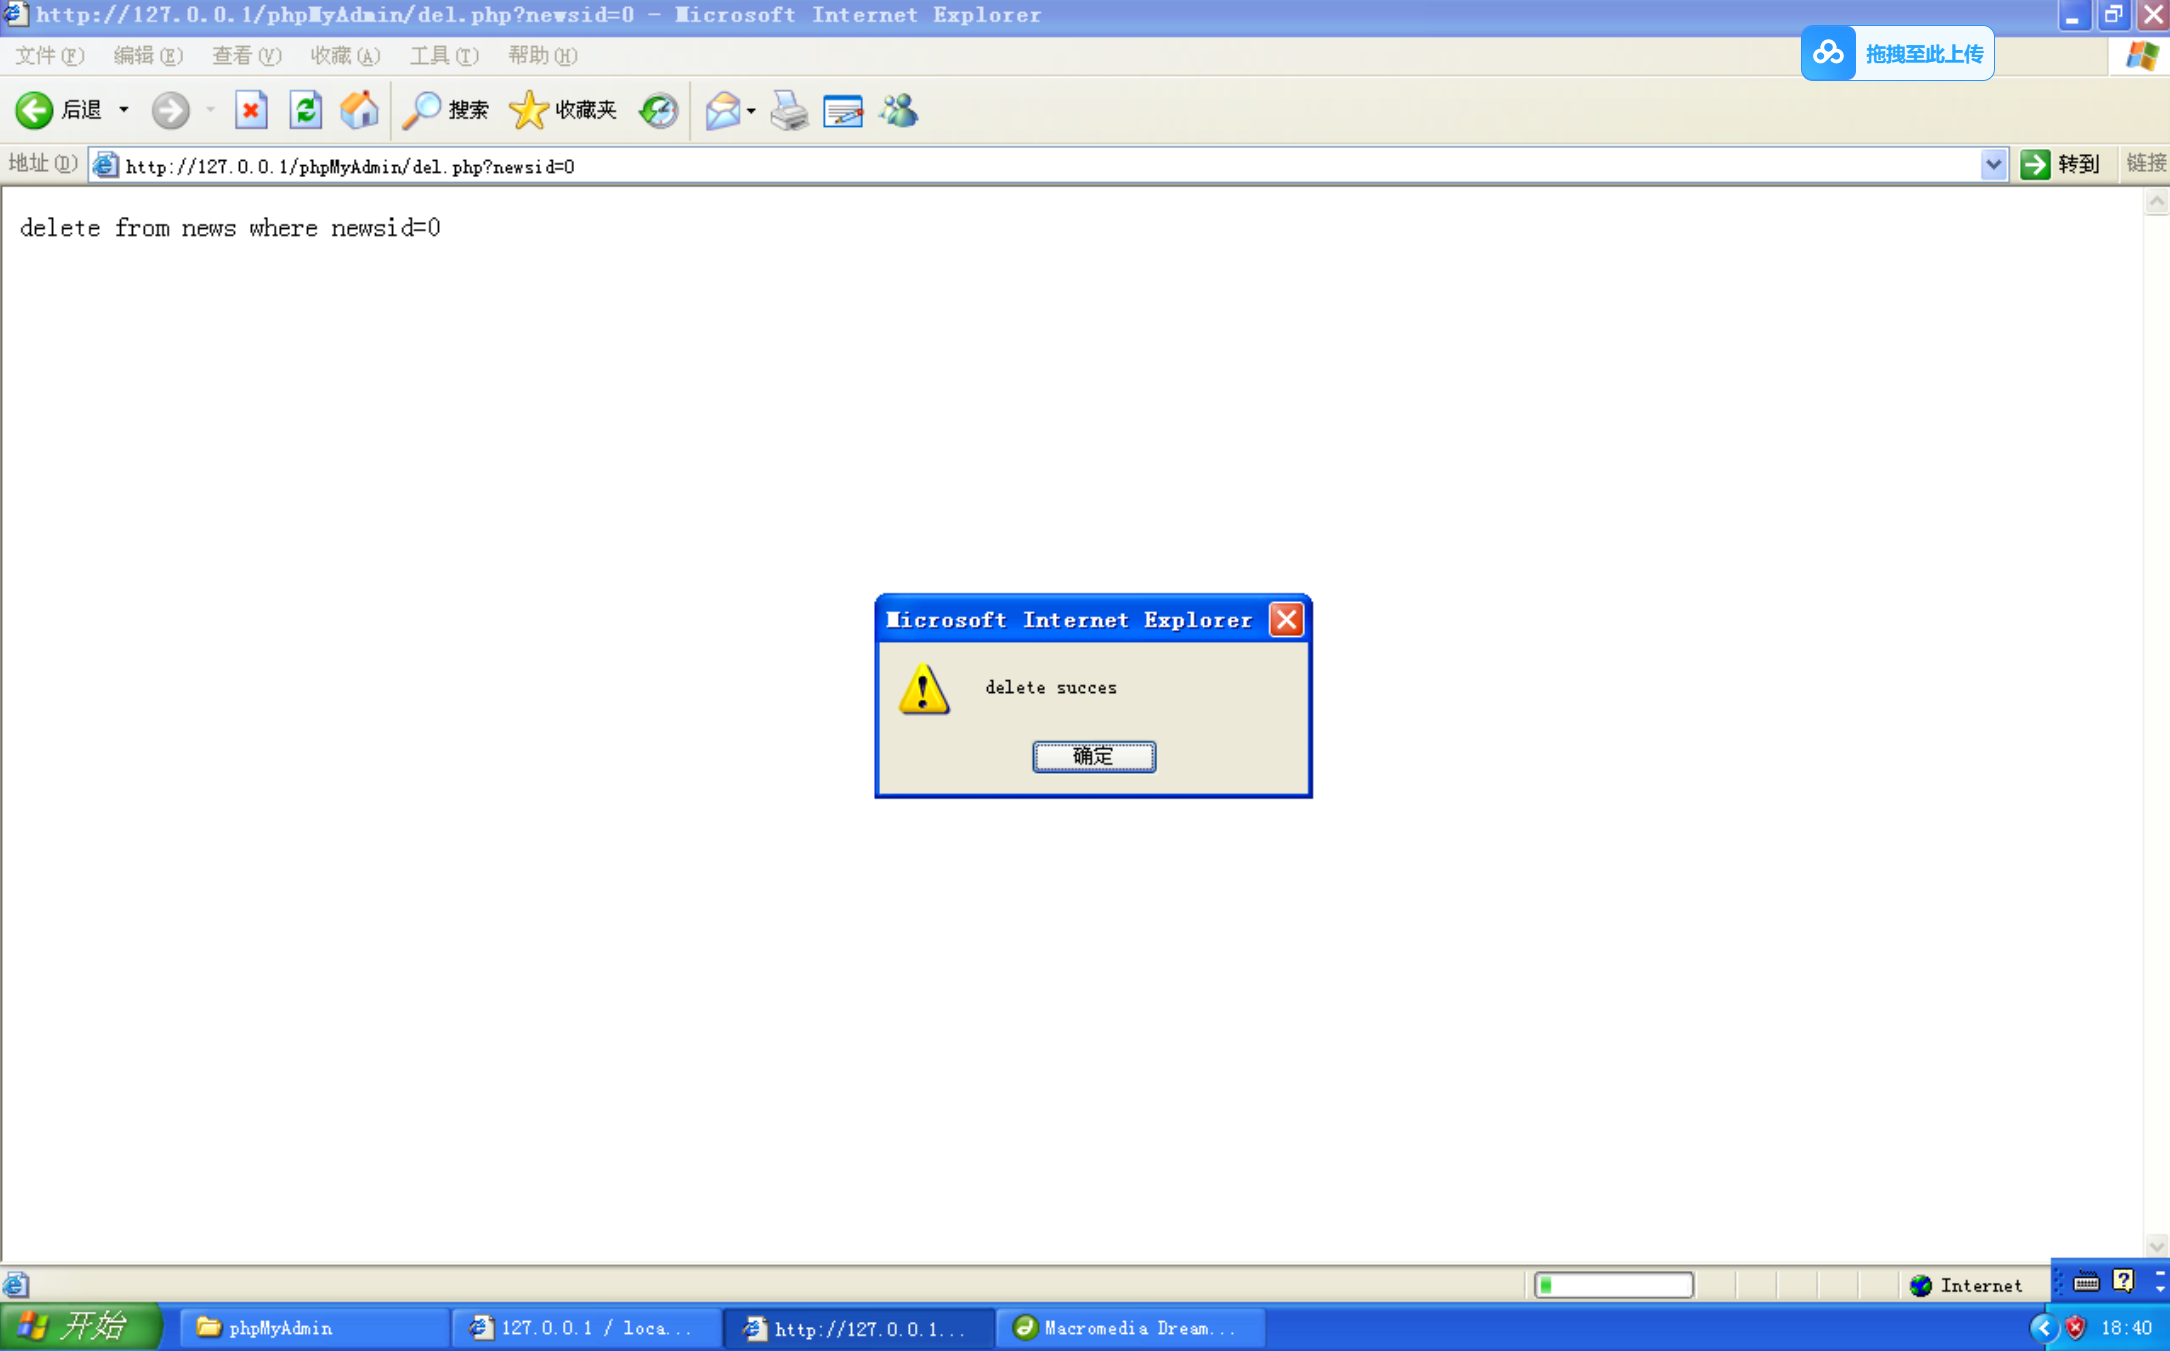 http://127.0.0.1/phpMyAdmin/del.php?newsid=0 - Microsoft Internet Explorer
文件(F) 编辑(E) 查看(V) 收藏(A) 工具(T) 帮助(H)
拖拽至此上传
后退 搜索 收藏夹
地址(D) http://127.0.0.1/phpMyAdmin/del.php?newsid=0 转到 链接
delete from news where newsid=0
Microsoft Internet Explorer
delete succes
确定
Internet
开始 phpMyAdmin 127.0.0.1 / loca... http://127.0.0.1... Macromedia Dream... 18:40